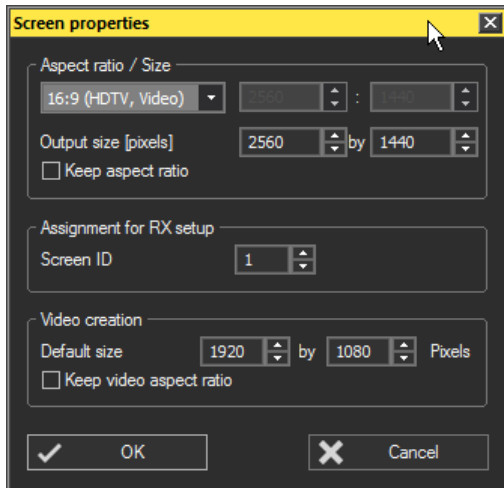 Screen properties
Aspect ratio / Size
16:9 (HDTV, Video) 2560 : 1440
Output size [pixels] 2560 by 1440
Keep aspect ratio
Assignment for RX setup
Screen ID 1
Video creation
Default size 1920 by 1080 Pixels
Keep video aspect ratio
OK Cancel